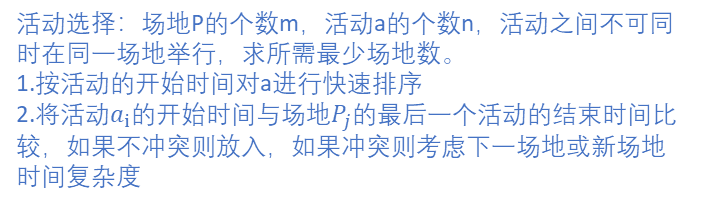 活动选择：场地P的个数m，活动a的个数n，活动之间不可同
时在同一场地举行，求所需最少场地数。
1.按活动的开始时间对a进行快速排序
2.将活动𝑎ᵢ的开始时间与场地𝑃ⱼ的最后一个活动的结束时间比
较，如果不冲突则放入，如果冲突则考虑下一场地或新场地
时间复杂度